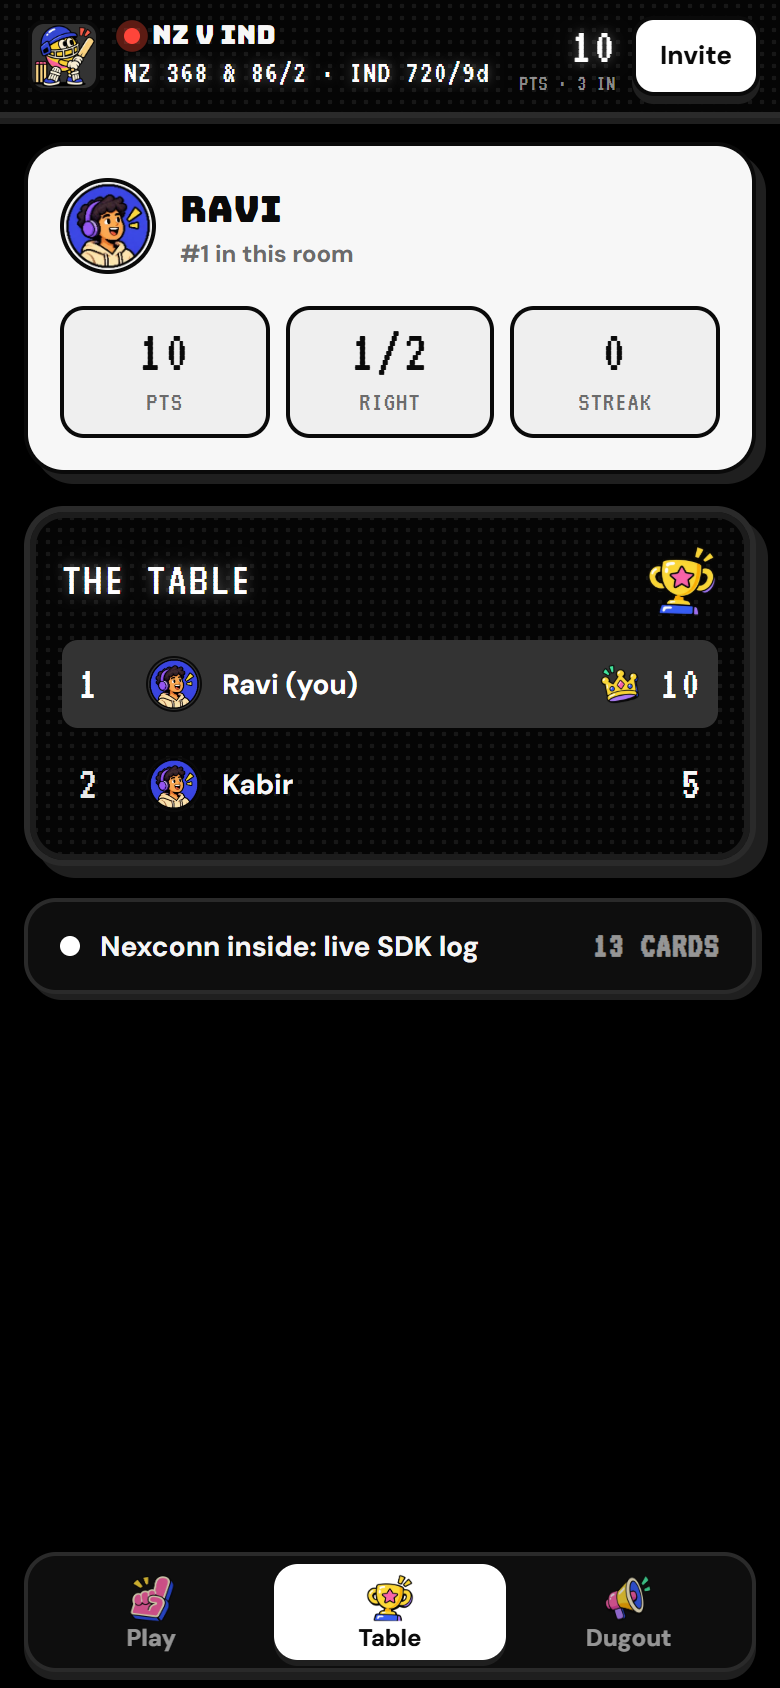 NZ V IND
NZ 368 & 86/2 · IND 720/9d
10
PTS · 3 IN
Invite
RAVI
#1 in this room
10
PTS
1/2
RIGHT
0
STREAK
THE TABLE
1 Ravi (you) 10
2 Kabir 5
Nexconn inside: live SDK log 13 CARDS
Play
Table
Dugout